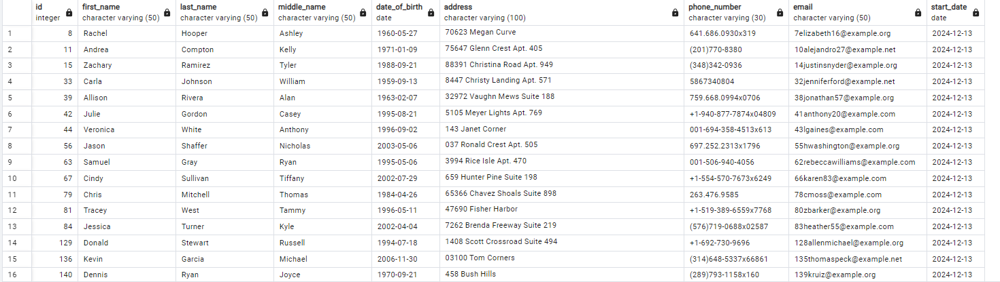 id first_name last_name middle_name date_of_birth address phone_number email start_date
integer character varying (50) character varying (50) character varying (50) date character varying (100) character varying (30) character varying (50) date
1 8 Rachel Hooper Ashley 1960-05-27 70623 Megan Curve 641.686.0930x319 7elizabeth16@example.org 2024-12-13
2 11 Andrea Compton Kelly 1971-01-09 75647 Glenn Crest Apt. 405 (201)770-8380 10alejandro27@example.net 2024-12-13
3 15 Zachary Ramirez Tyler 1988-09-21 88391 Christina Road Apt. 949 (348)342-0936 14justinsnyder@example.org 2024-12-13
4 33 Carla Johnson William 1959-09-13 8447 Christy Landing Apt. 571 5867340804 32jenniferford@example.net 2024-12-13
5 39 Allison Rivera Alan 1963-02-07 32972 Vaughn Mews Suite 188 759.668.0994x0706 38jonathan57@example.org 2024-12-13
6 42 Julie Gordon Casey 1995-08-21 5105 Meyer Lights Apt. 769 +1-940-877-7874x04809 41anthony20@example.com 2024-12-13
7 44 Veronica White Anthony 1996-09-02 143 Janet Corner 001-694-358-4513x613 43lgaines@example.com 2024-12-13
8 56 Jason Shaffer Nicholas 2003-05-06 037 Ronald Crest Apt. 505 697.252.2313x1796 55hwashington@example.org 2024-12-13
9 63 Samuel Gray Ryan 1995-05-06 3994 Rice Isle Apt. 470 001-506-940-4056 62rebeccawilliams@example.com 2024-12-13
10 67 Cindy Sullivan Tiffany 2002-07-29 659 Hunter Pine Suite 198 +1-554-570-7673x6249 66karen83@example.com 2024-12-13
11 79 Chris Mitchell Thomas 1984-04-26 65366 Chavez Shoals Suite 898 263.476.9585 78cmoss@example.com 2024-12-13
12 81 Tracey West Tammy 1996-05-11 47690 Fisher Harbor +1-519-389-6559x7768 80zbarker@example.org 2024-12-13
13 84 Jessica Turner Kyle 2002-04-04 7262 Brenda Freeway Suite 219 (576)719-0688x02587 83heather55@example.com 2024-12-13
14 129 Donald Stewart Russell 1994-07-18 1408 Scott Crossroad Suite 494 +1-692-730-9696 128allenmichael@example.org 2024-12-13
15 136 Kevin Garcia Michael 2006-11-30 03100 Tom Corners (314)648-5337x66861 135thomaspeck@example.net 2024-12-13
16 140 Dennis Ryan Joyce 1970-09-21 458 Bush Hills (289)793-1158x160 139kruiz@example.org 2024-12-13